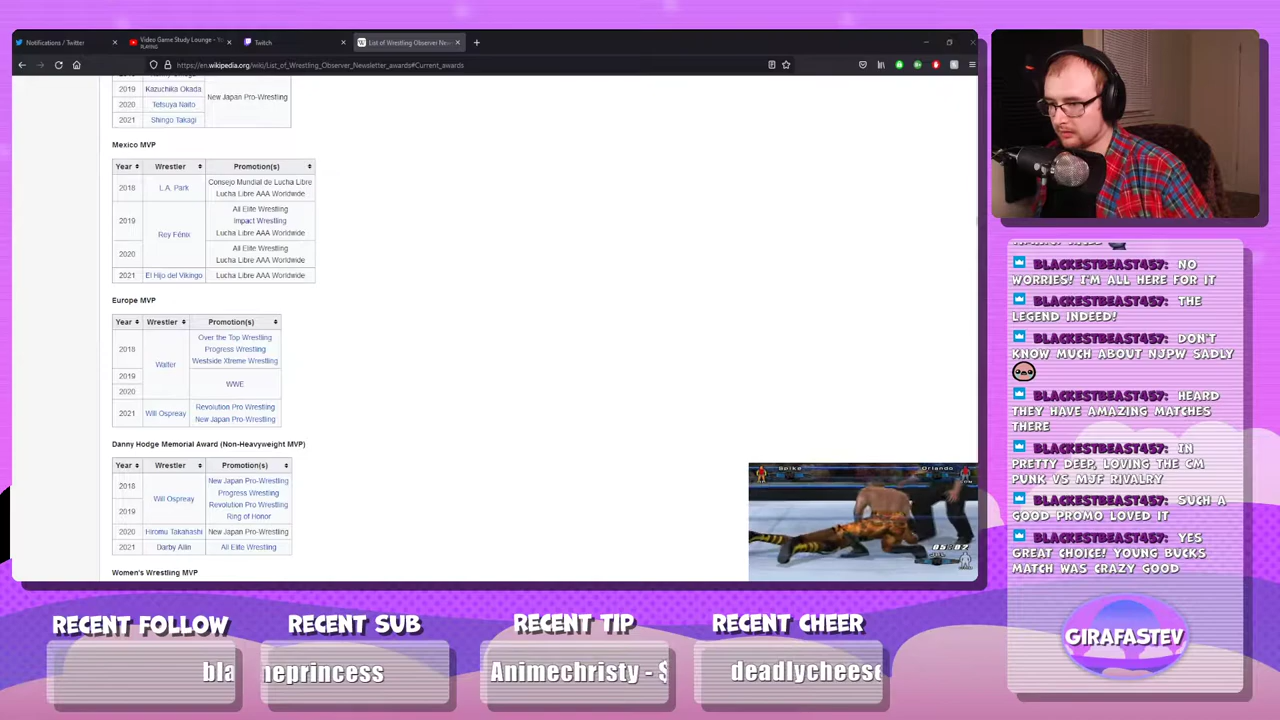 Notifications / Twitter
Video Game Study Lounge
PLAYING
Twitch
List of Wrestling Observer New
https://en.wikipedia.org/wiki/List_of_Wrestling_Observer_Newsletter_awards#Current_awards
2019 Kazuchika Okada New Japan Pro-Wrestling
2020 Tetsuya Naito
2021 Shingo Takagi
Mexico MVP
Year Wrestler Promotion(s)
2018 L.A. Park Consejo Mundial de Lucha Libre
Lucha Libre AAA Worldwide
2019 Rey Fénix All Elite Wrestling
Impact Wrestling
Lucha Libre AAA Worldwide
2020 All Elite Wrestling
Lucha Libre AAA Worldwide
2021 El Hijo del Vikingo Lucha Libre AAA Worldwide
Europe MVP
Year Wrestler Promotion(s)
2018 Walter Over the Top Wrestling
Progress Wrestling
Westside Xtreme Wrestling
2019 WWE
2020
2021 Will Ospreay Revolution Pro Wrestling
New Japan Pro-Wrestling
Danny Hodge Memorial Award (Non-Heavyweight MVP)
Year Wrestler Promotion(s)
2018 Will Ospreay New Japan Pro-Wrestling
Progress Wrestling
2019 Revolution Pro Wrestling
Ring of Honor
2020 Hiromu Takahashi New Japan Pro-Wrestling
2021 Darby Allin All Elite Wrestling
Women's Wrestling MVP
Spike Orlando
05:07
BLACKESTBEAST457: NO
WORRIES! I'M ALL HERE FOR IT
BLACKESTBEAST457: THE
LEGEND INDEED!
BLACKESTBEAST457: DON'T
KNOW MUCH ABOUT NJPW SADLY
BLACKESTBEAST457: HEARD
THEY HAVE AMAZING MATCHES
THERE
BLACKESTBEAST457: IN
PRETTY DEEP, LOVING THE CM
PUNK VS MJF RIVALRY
BLACKESTBEAST457: SUCH A
GOOD PROMO LOVED IT
BLACKESTBEAST457: YES
GREAT CHOICE! YOUNG BUCKS
MATCH WAS CRAZY GOOD
GIRAFASTEV
RECENT FOLLOW
bla
RECENT SUB
neprincess
RECENT TIP
Animechristy - $
RECENT CHEER
deadlycheese